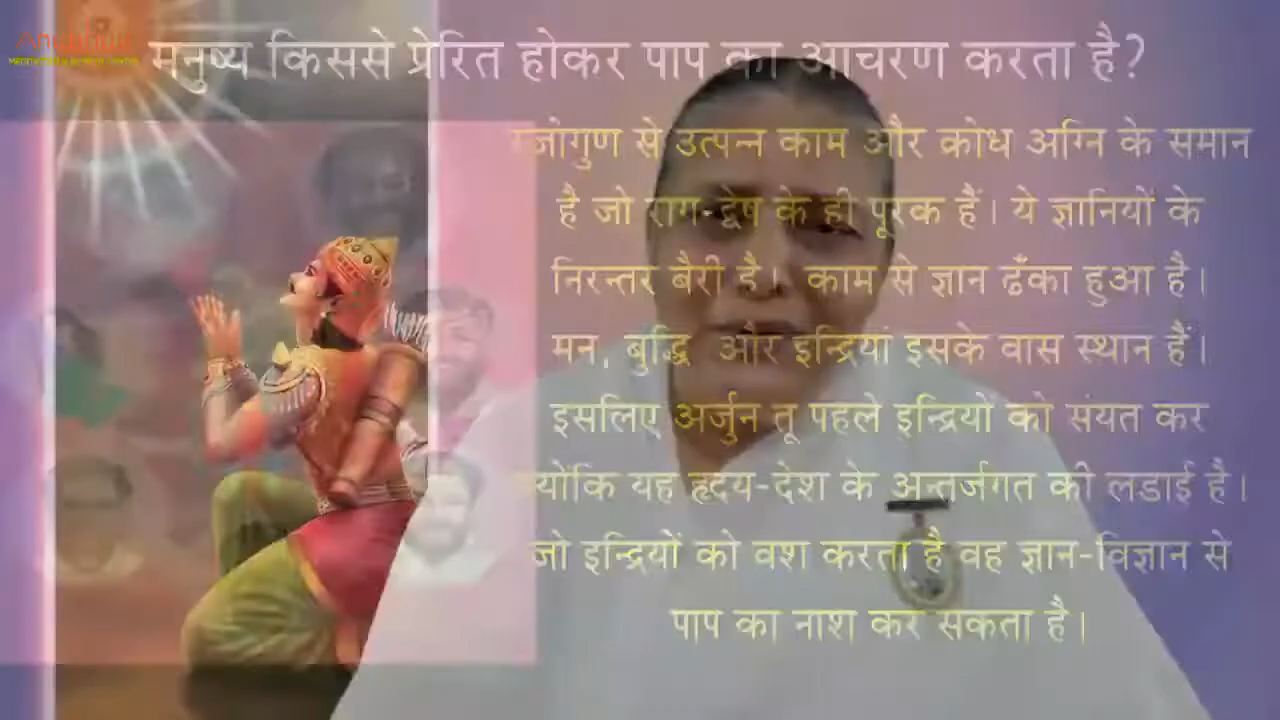 Anubhuti
मनुष्य किससे प्रेरित होकर पाप का आचरण करता है?
रजोगुण से उत्पन्न काम और क्रोध अग्नि के समान
है जो राग-द्वेष के ही पूरक हैं। ये ज्ञानियों के
निरन्तर बैरी है। काम से ज्ञान ढँका हुआ है।
मन, बुद्धि और इन्द्रियां इसके वास स्थान हैं।
इसलिए अर्जुन तू पहले इन्द्रियों को संयत कर
क्योंकि यह हृदय-देश के अन्तर्जगत की लडाई है।
जो इन्द्रियों को वश करता है वह ज्ञान-विज्ञान से
पाप का नाश कर सकता है।